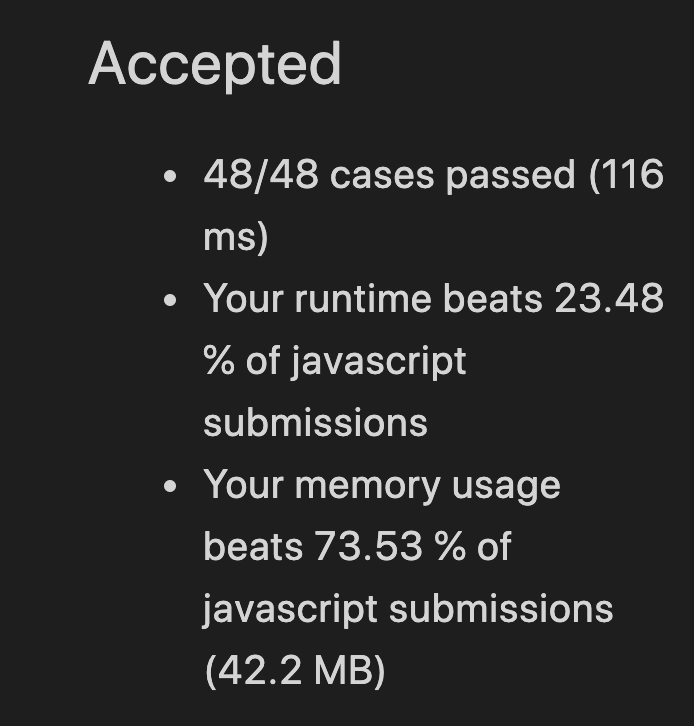 Accepted
• 48/48 cases passed (116
ms)
• Your runtime beats 23.48
% of javascript
submissions
• Your memory usage
beats 73.53 % of
javascript submissions
(42.2 MB)